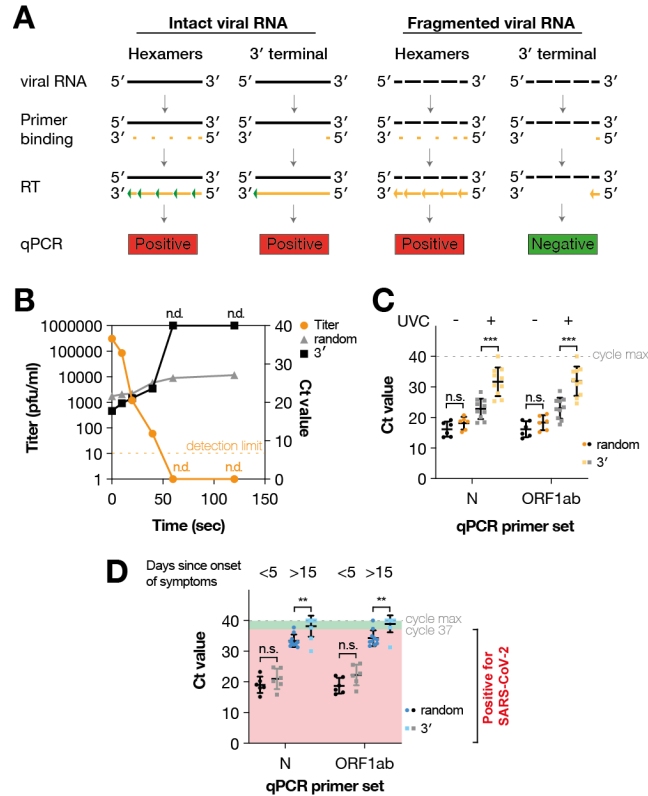 A
Intact viral RNA
Fragmented viral RNA
Hexamers
3′ terminal
Hexamers
3′ terminal
viral RNA
5′ 3′
5′ 3′
5′ 3′
5′ 3′
Primer
binding
5′ 3′
3′ 5′
5′ 3′
3′ 5′
5′ 3′
3′ 5′
5′ 3′
3′ 5′
RT
5′ 3′
3′ 5′
5′ 3′
3′ 5′
5′ 3′
3′ 5′
5′ 3′
3′ 5′
qPCR
Positive
Positive
Positive
Negative
B
Titer (pfu/ml)
1000000
100000
10000
1000
100
10
1
n.d.
n.d.
detection limit
n.d.
n.d.
40
30
20
10
0
Ct value
Titer
random
3′
0
50
100
150
Time (sec)
C
UVC - + - +
Ct value
50
40
30
20
10
0
n.s.
***
n.s.
***
cycle max
random
3′
N
ORF1ab
qPCR primer set
D
Days since onset
of symptoms
<5 >15 <5 >15
Ct value
50
40
30
20
10
0
n.s.
**
n.s.
**
cycle max
cycle 37
random
3′
Positive for
SARS-CoV-2
N
ORF1ab
qPCR primer set